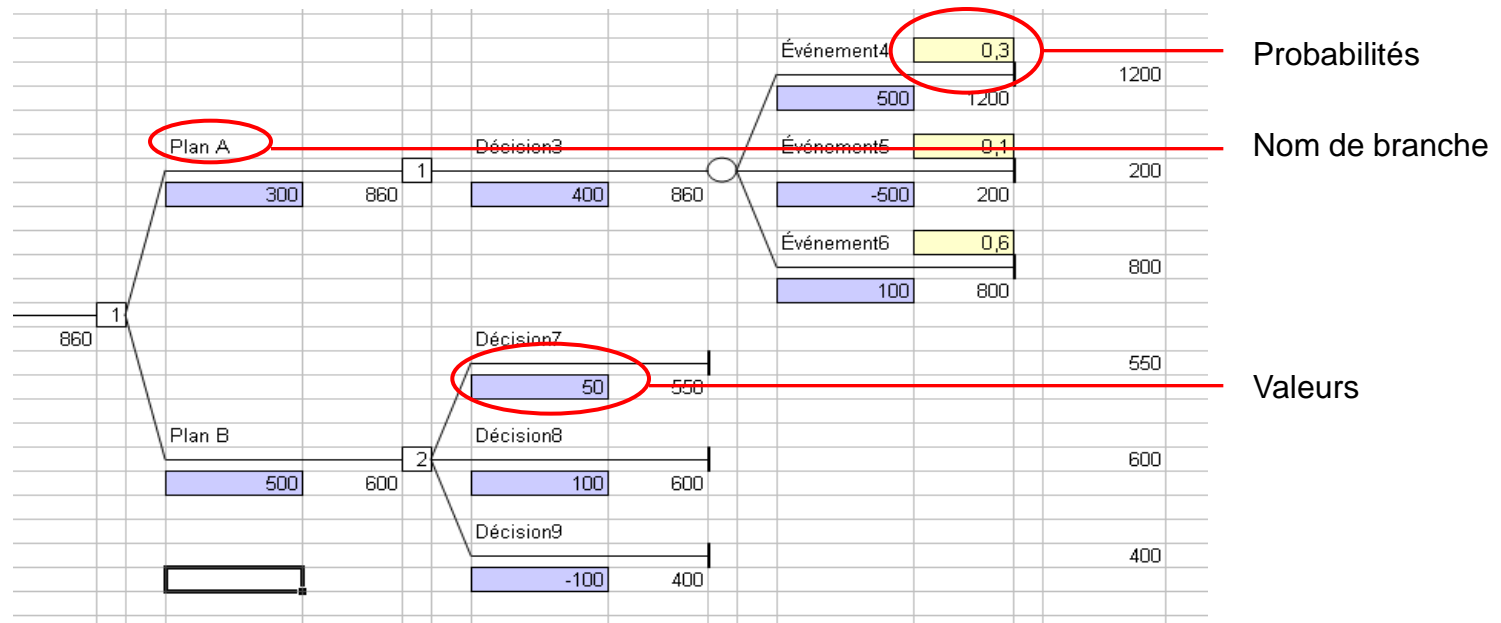 Événement4 0,3 Probabilités
1200
500 1200
Plan A Décision3 Événement5 0,1 Nom de branche
1 200
300 860 400 860 -500 200
Événement6 0,6
800
100 800
1
860 Décision7
550
50 550 Valeurs
Plan B Décision8
2 600
500 600 100 600
Décision9
400
-100 400